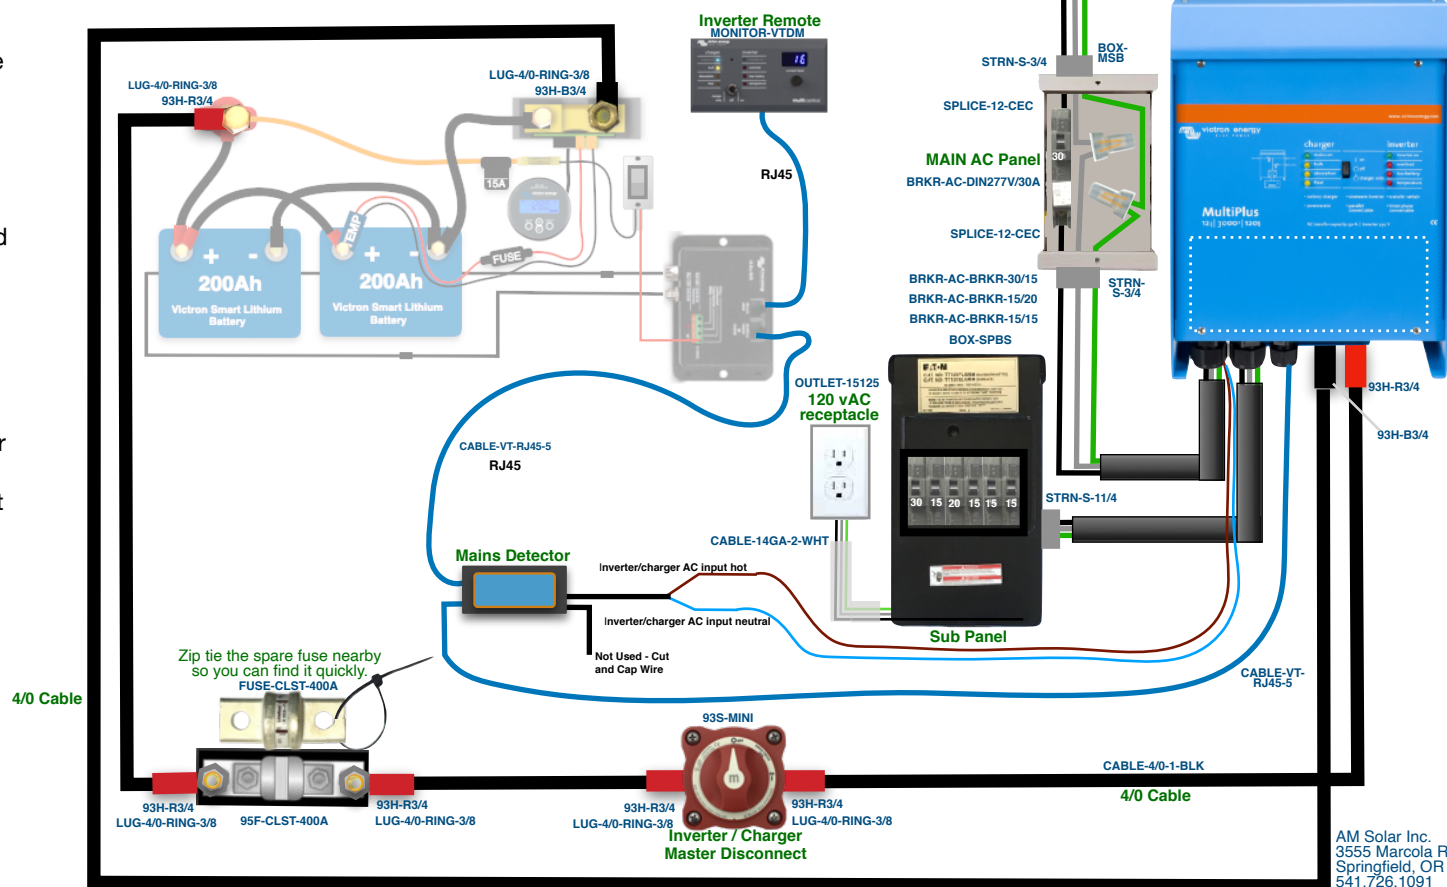 e
d
r
t
Inverter Remote
MONITOR-VTDM
LUG-4/0-RING-3/8
93H-R3/4
LUG-4/0-RING-3/8
93H-B3/4
RJ45
15A
TEMP
FUSE
+ -
200Ah
Victron Smart Lithium
Battery
+ -
200Ah
Victron Smart Lithium
Battery
STRN-S-3/4
BOX-
MSB
SPLICE-12-CEC
30
MAIN AC Panel
BRKR-AC-DIN277V/30A
SPLICE-12-CEC
BRKR-AC-BRKR-30/15
BRKR-AC-BRKR-15/20
BRKR-AC-BRKR-15/15
BOX-SPBS
STRN-
S-3/4
victron energy
charger
inverter
MultiPlus
93H-R3/4
93H-B3/4
OUTLET-15125
120 vAC
receptacle
E·T·N
30 15 20 15 15 15
STRN-S-11/4
CABLE-14GA-2-WHT
Sub Panel
CABLE-VT-RJ45-5
RJ45
Mains Detector
Inverter/charger AC input hot
Inverter/charger AC input neutral
Not Used - Cut
and Cap Wire
CABLE-VT-
RJ45-5
Zip tie the spare fuse nearby
so you can find it quickly.
FUSE-CLST-400A
4/0 Cable
93H-R3/4
LUG-4/0-RING-3/8
95F-CLST-400A
93H-R3/4
LUG-4/0-RING-3/8
93S-MINI
m
93H-R3/4
LUG-4/0-RING-3/8
93H-R3/4
LUG-4/0-RING-3/8
Inverter / Charger
Master Disconnect
CABLE-4/0-1-BLK
4/0 Cable
AM Solar Inc.
3555 Marcola R
Springfield, OR
541.726.1091